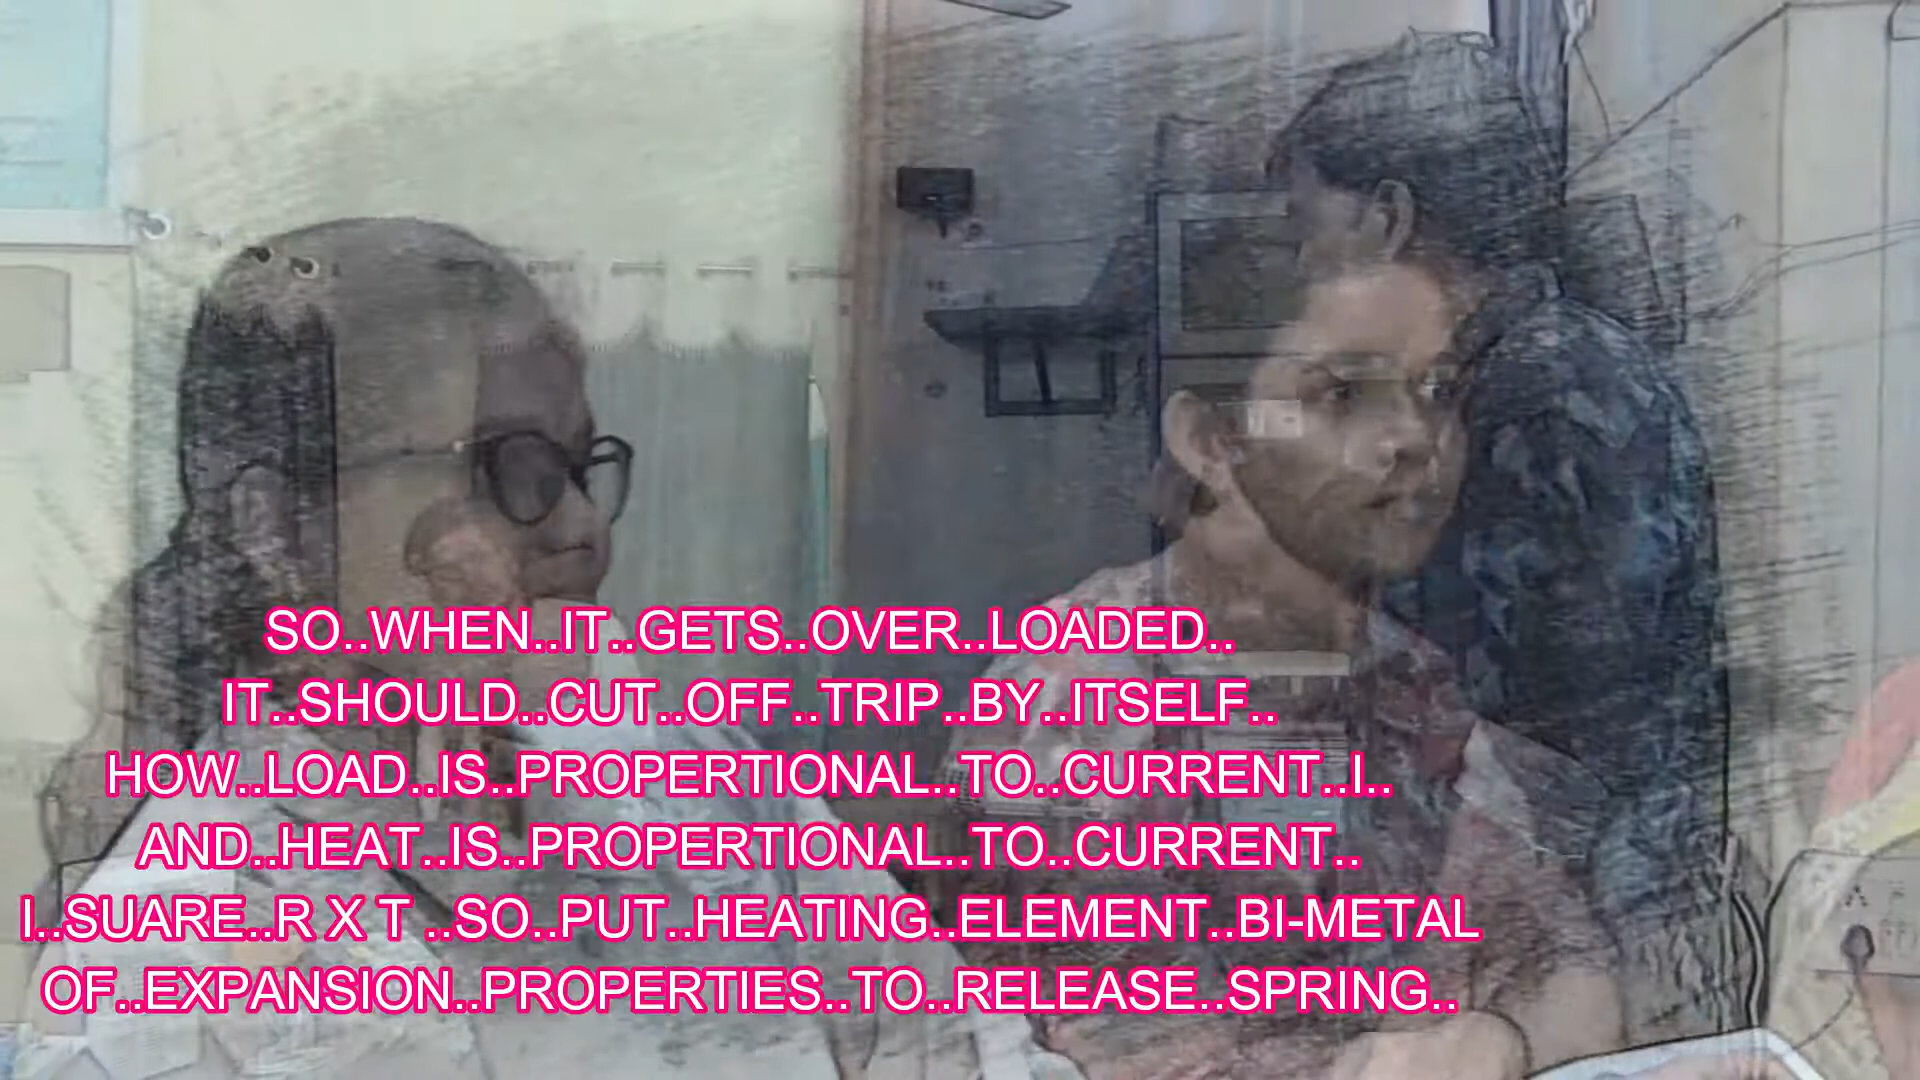 SO..WHEN..IT..GETS..OVER..LOADED..
IT..SHOULD..CUT..OFF..TRIP..BY..ITSELF..
HOW..LOAD..IS..PROPERTIONAL..TO..CURRENT..I..
AND..HEAT..IS..PROPERTIONAL..TO..CURRENT..
I..SUARE..R X T ..SO..PUT..HEATING..ELEMENT..BI-METAL
OF..EXPANSION..PROPERTIES..TO..RELEASE..SPRING..